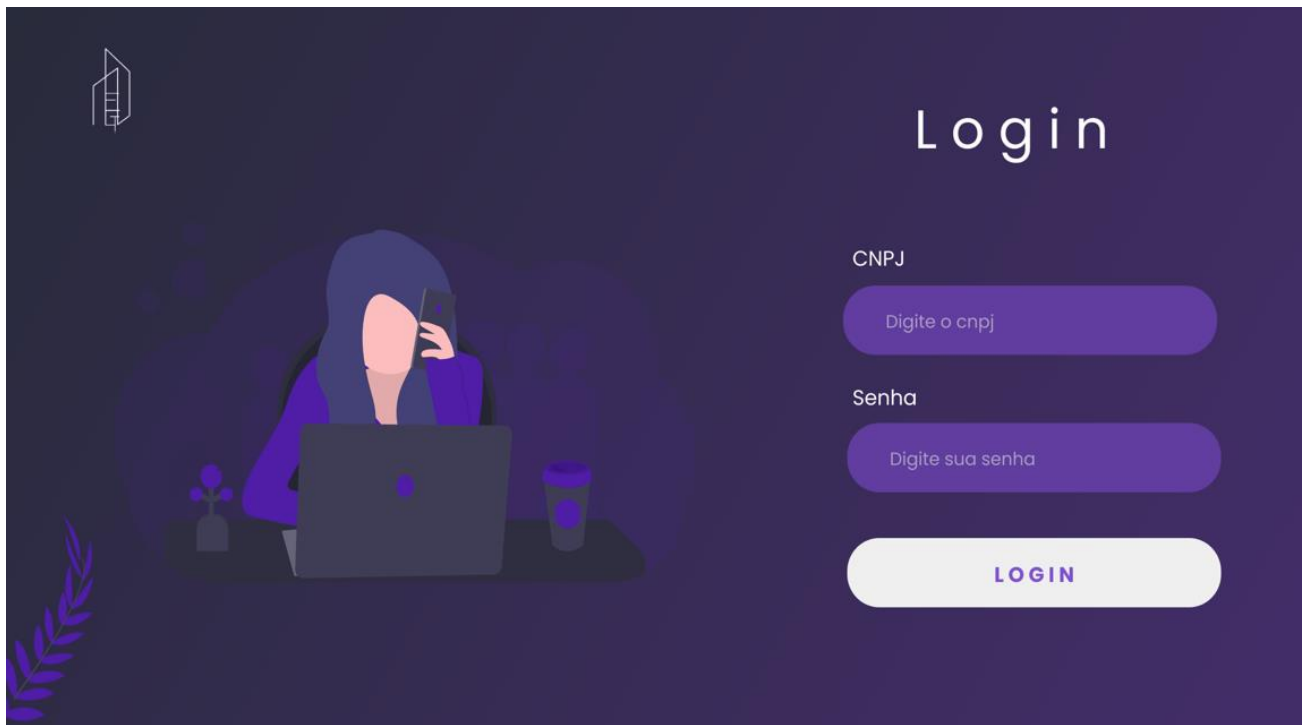 Login
CNPJ
Digite o cnpj
Senha
Digite sua senha
LOGIN